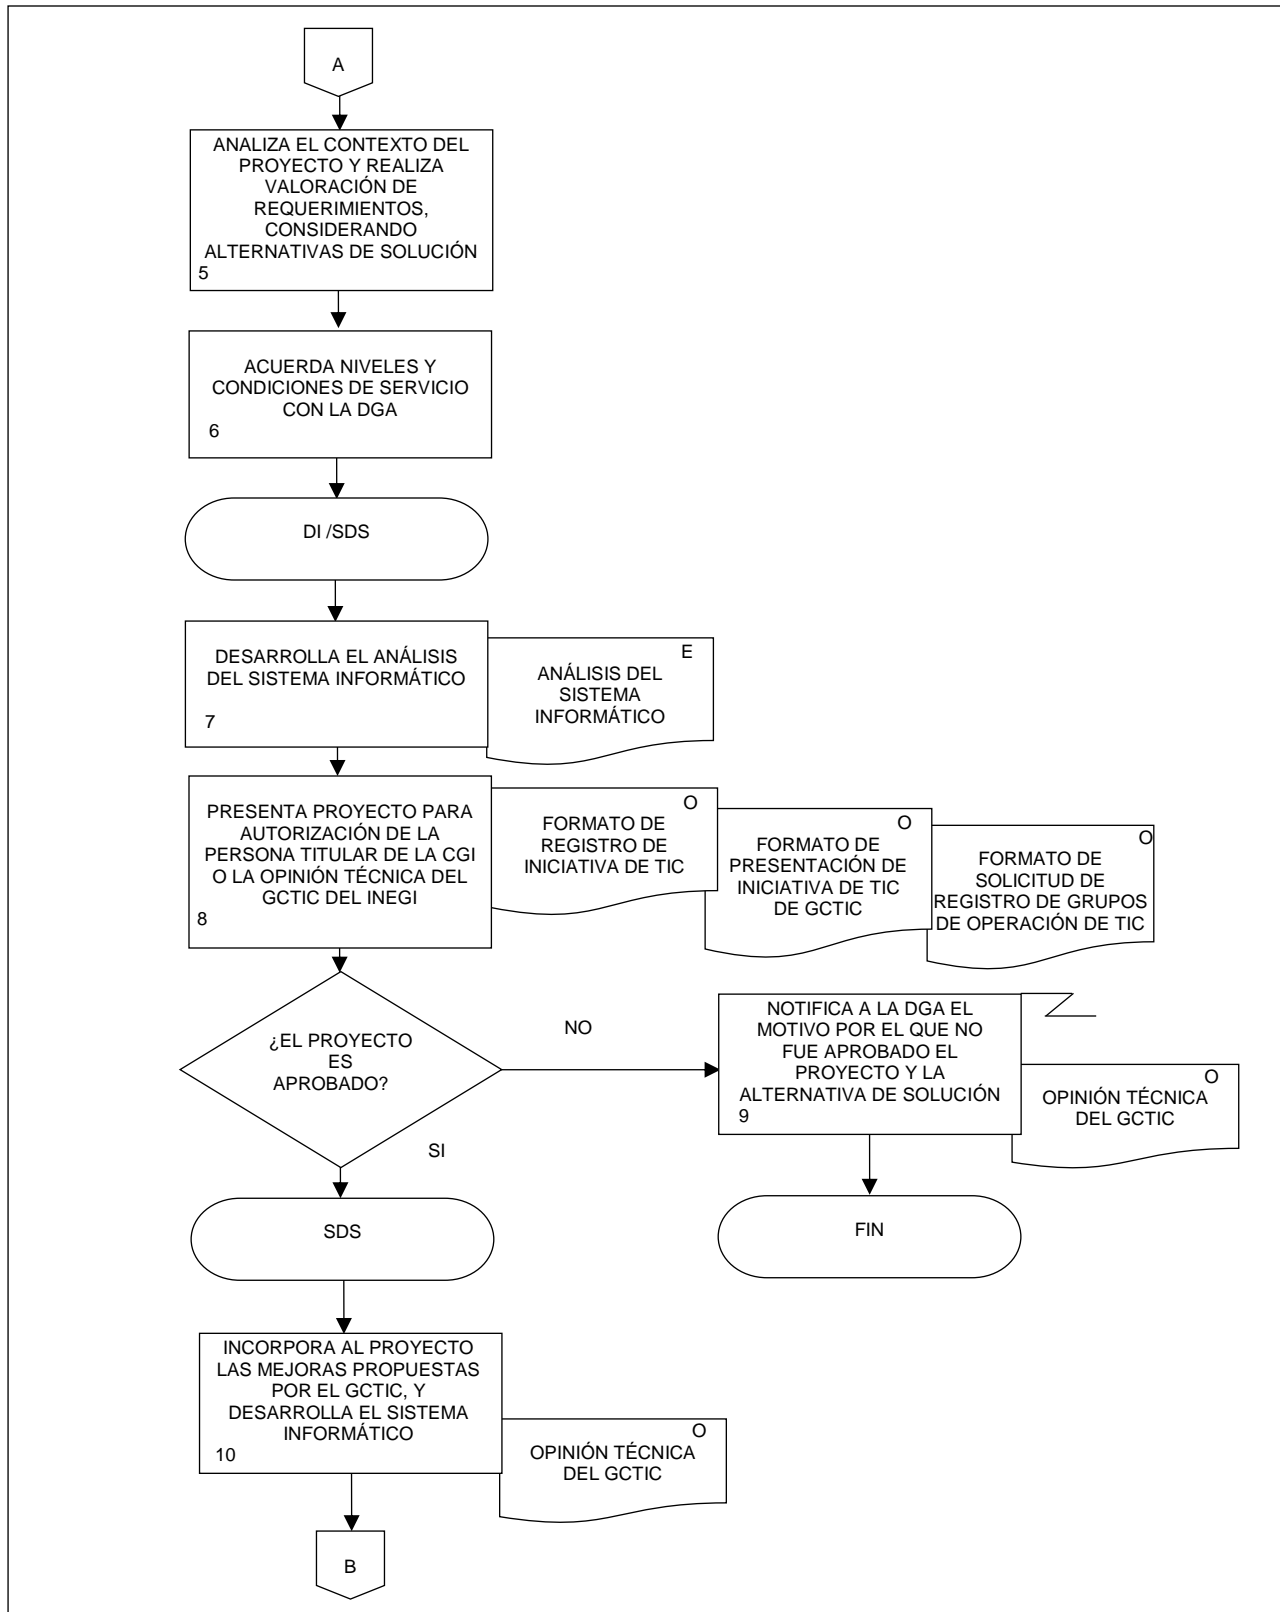 A
ANALIZA EL CONTEXTO DEL
PROYECTO Y REALIZA
VALORACIÓN DE
REQUERIMIENTOS,
CONSIDERANDO
ALTERNATIVAS DE SOLUCIÓN
5
ACUERDA NIVELES Y
CONDICIONES DE SERVICIO
CON LA DGA
6
DI /SDS
DESARROLLA EL ANÁLISIS
DEL SISTEMA INFORMÁTICO
7
E
ANÁLISIS DEL
SISTEMA
INFORMÁTICO
PRESENTA PROYECTO PARA
AUTORIZACIÓN DE LA
PERSONA TITULAR DE LA CGI
O LA OPINIÓN TÉCNICA DEL
GCTIC DEL INEGI
8
O
FORMATO DE
REGISTRO DE
INICIATIVA DE TIC
O
FORMATO DE
PRESENTACIÓN DE
INICIATIVA DE TIC
DE GCTIC
O
FORMATO DE
SOLICITUD DE
REGISTRO DE GRUPOS
DE OPERACIÓN DE TIC
¿EL PROYECTO
ES
APROBADO?
NO
NOTIFICA A LA DGA EL
MOTIVO POR EL QUE NO
FUE APROBADO EL
PROYECTO Y LA
ALTERNATIVA DE SOLUCIÓN
9
O
OPINIÓN TÉCNICA
DEL GCTIC
SI
SDS
FIN
INCORPORA AL PROYECTO
LAS MEJORAS PROPUESTAS
POR EL GCTIC, Y
DESARROLLA EL SISTEMA
INFORMÁTICO
10
O
OPINIÓN TÉCNICA
DEL GCTIC
B